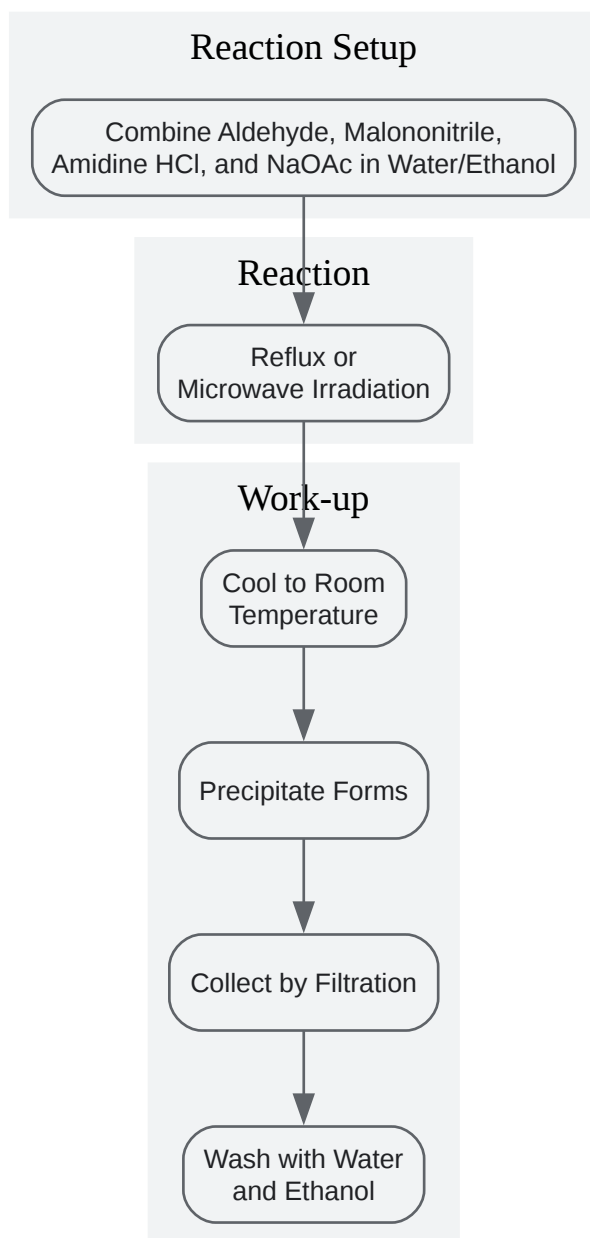 Reaction Setup
Combine Aldehyde, Malononitrile,
Amidine HCl, and NaOAc in Water/Ethanol
Reaction
Reflux or
Microwave Irradiation
Work-up
Cool to Room
Temperature
Precipitate Forms
Collect by Filtration
Wash with Water
and Ethanol